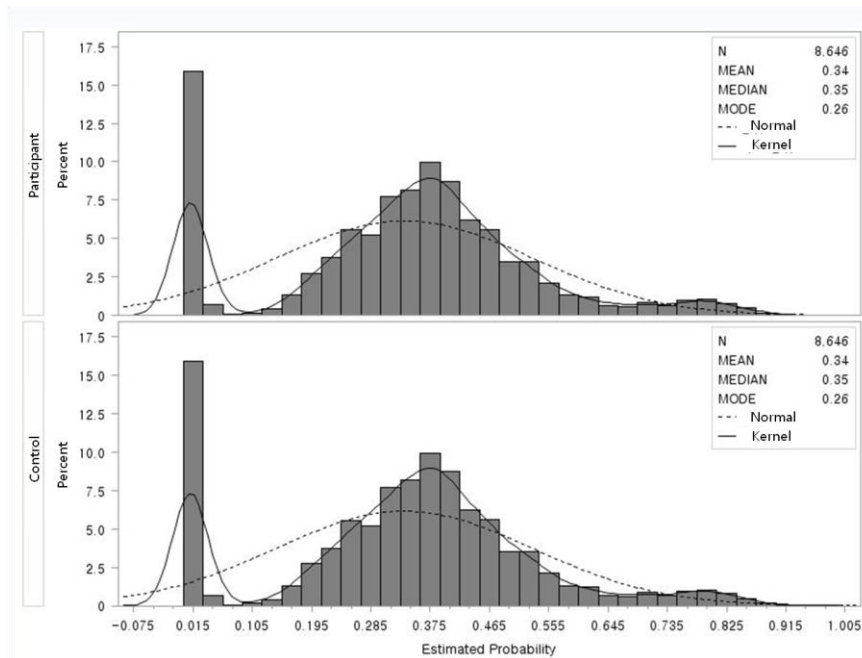 Participant
Percent
17.5
15.0
12.5
10.0
7.5
5.0
2.5
0
N 8.646
MEAN 0.34
MEDIAN 0.35
MODE 0.26
Normal
Kernel
Control
Percent
17.5
15.0
12.5
10.0
7.5
5.0
2.5
0
N 8.646
MEAN 0.34
MEDIAN 0.35
MODE 0.26
Normal
Kernel
-0.075 0.015 0.105 0.195 0.285 0.375 0.465 0.555 0.645 0.735 0.825 0.915 1.005
Estimated Probability